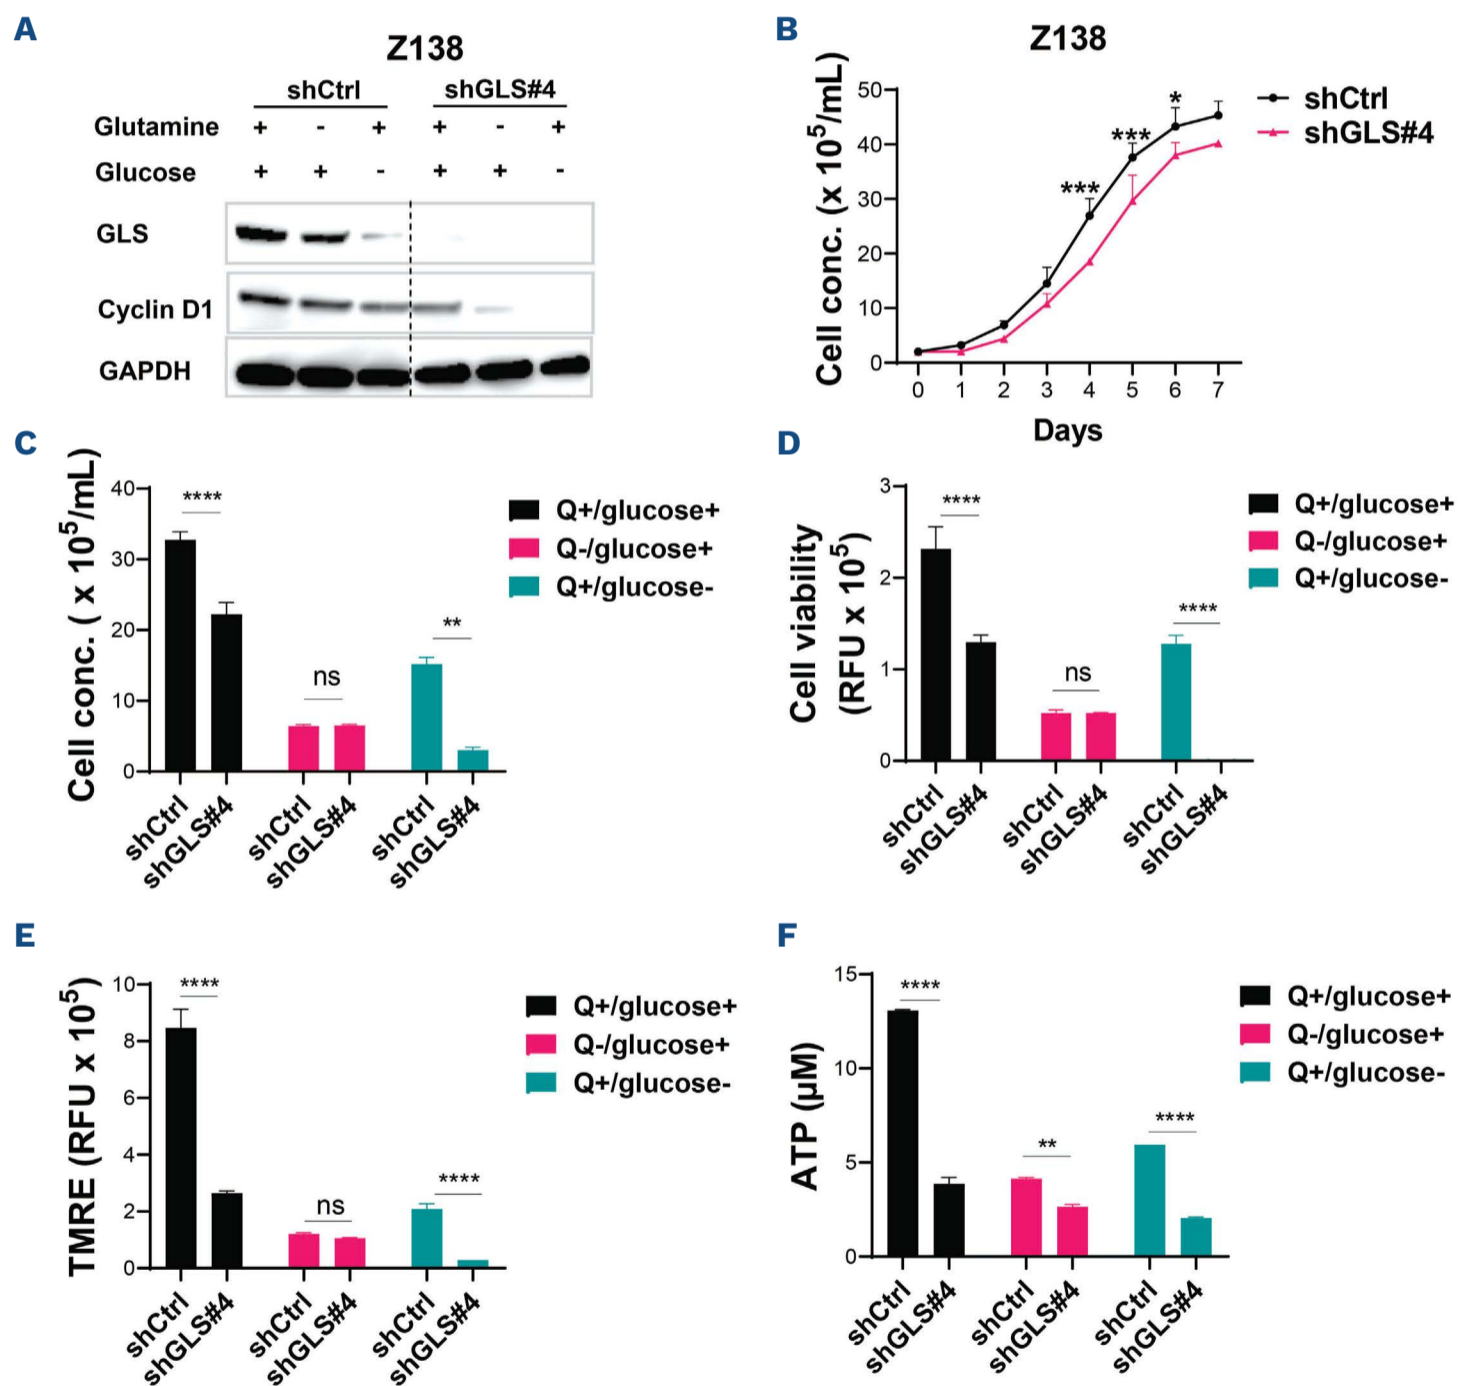 A
Z138
shCtrl shGLS#4
Glutamine + - + + - +
Glucose + + - + + -
GLS
Cyclin D1
GAPDH
B
Z138
Cell conc. (x 10⁵/mL)
50
40
30
20
10
0
*** *** *
0 1 2 3 4 5 6 7
Days
shCtrl
shGLS#4
C
Cell conc. ( x 10⁵/mL)
40
30
20
10
0
**** ns **
shCtrl shGLS#4 shCtrl shGLS#4 shCtrl shGLS#4
Q+/glucose+
Q-/glucose+
Q+/glucose-
D
Cell viability
(RFU x 10⁵)
3
2
1
0
**** ns ****
shCtrl shGLS#4 shCtrl shGLS#4 shCtrl shGLS#4
Q+/glucose+
Q-/glucose+
Q+/glucose-
E
TMRE (RFU x 10⁵)
10
8
6
4
2
0
**** ns ****
shCtrl shGLS#4 shCtrl shGLS#4 shCtrl shGLS#4
Q+/glucose+
Q-/glucose+
Q+/glucose-
F
ATP (µM)
15
10
5
0
**** ** ****
shCtrl shGLS#4 shCtrl shGLS#4 shCtrl shGLS#4
Q+/glucose+
Q-/glucose+
Q+/glucose-